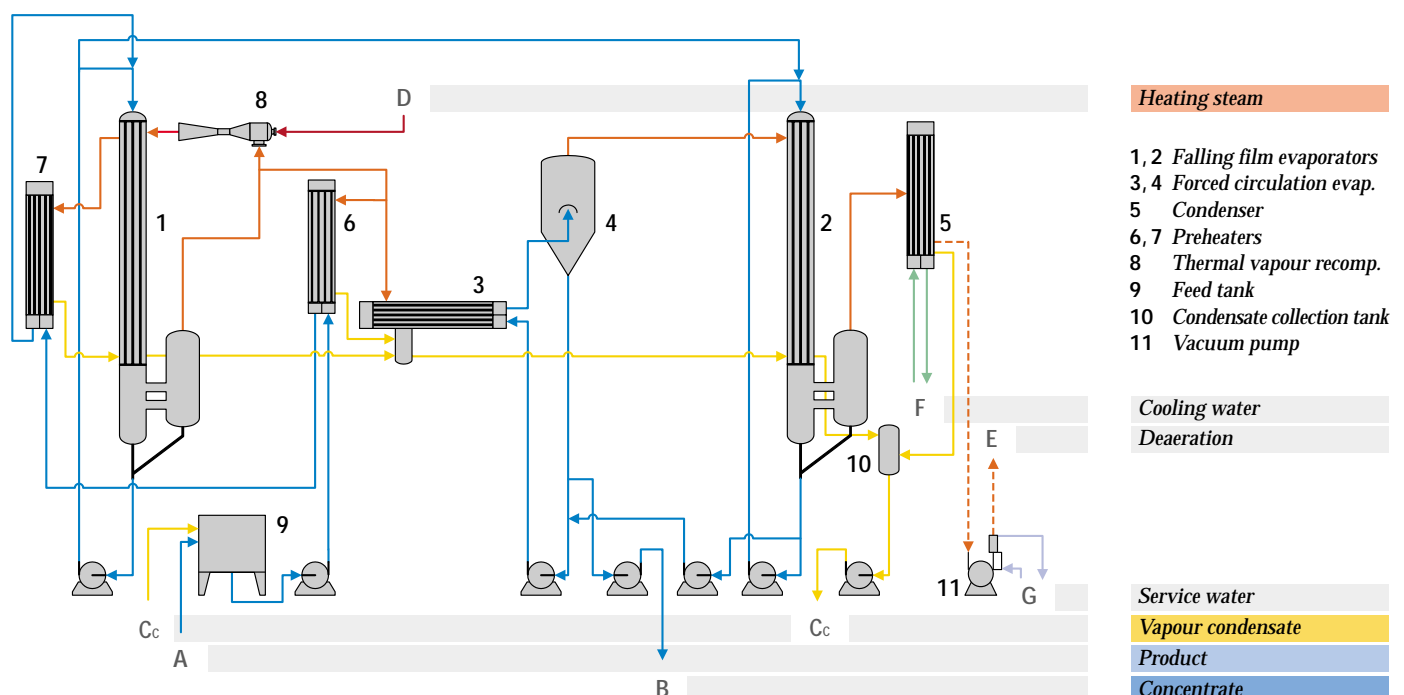 D
8
Heating steam
7
1
6
3
4
2
5
1, 2 Falling film evaporators
3, 4 Forced circulation evap.
5 Condenser
6, 7 Preheaters
8 Thermal vapour recomp.
9 Feed tank
10 Condensate collection tank
11 Vacuum pump
F
Cooling water
E
Deaeration
10
9
11
G
Service water
Cc
Cc
Vapour condensate
A
Product
B
Concentrate